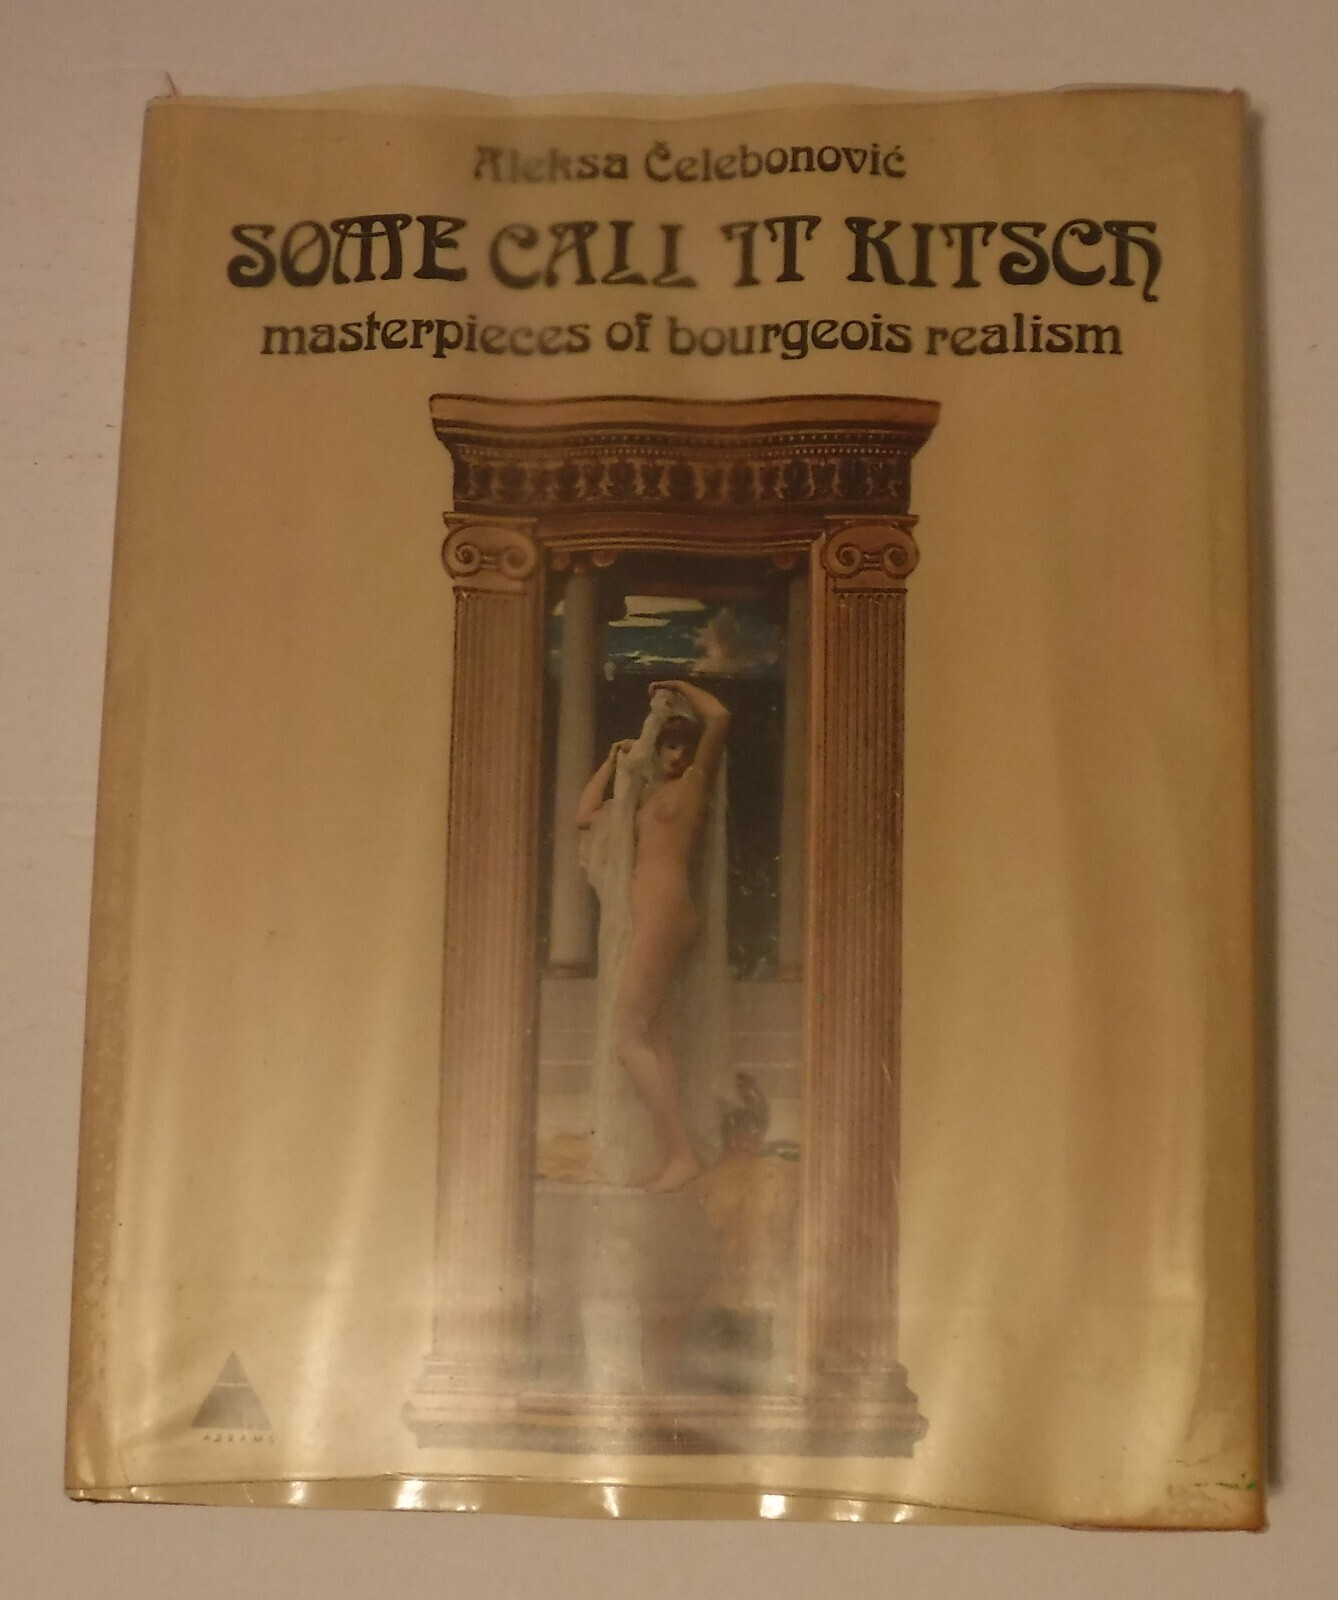 Aleksa Čelebonović
SOME CALL IT KITSCH
masterpieces of bourgeois realism
ABRAMS